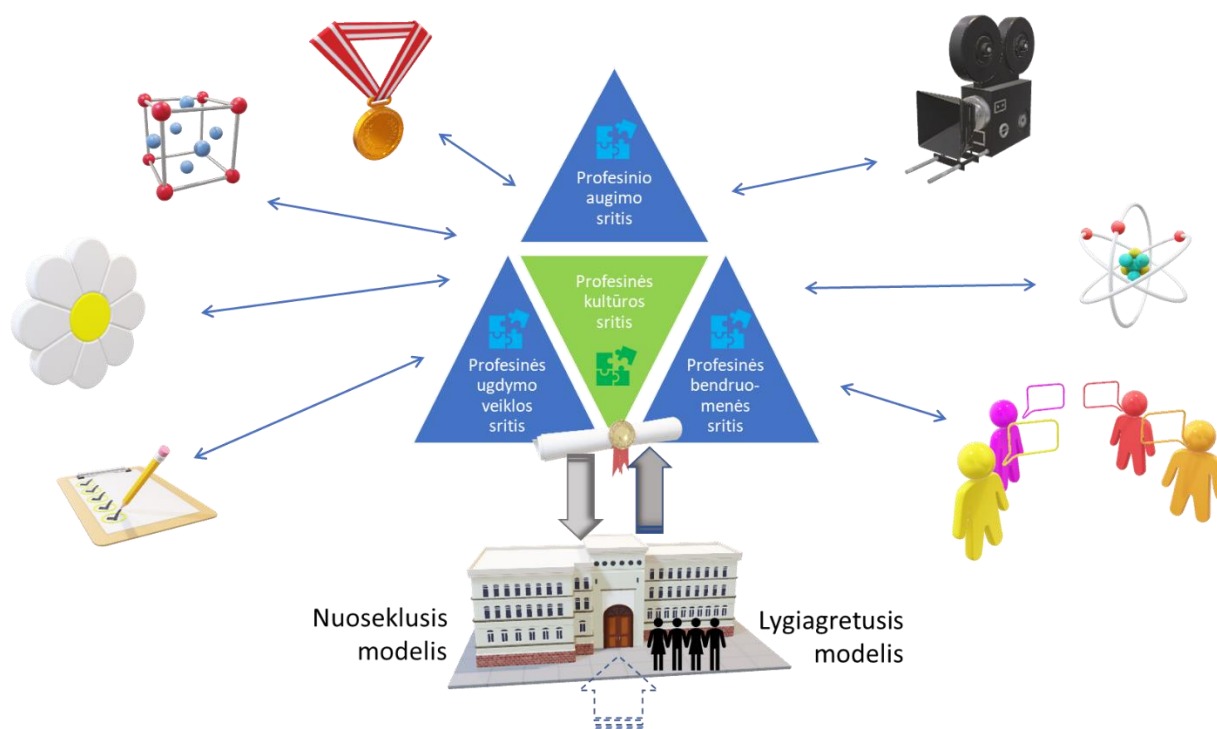 Profesinio
augimo
sritis
Profesinės
kultūros
sritis
Profesinės
ugdymo
veiklos
sritis
Profesinės
bendruo-
menės
sritis
Nuoseklusis
modelis
Lygiagretusis
modelis